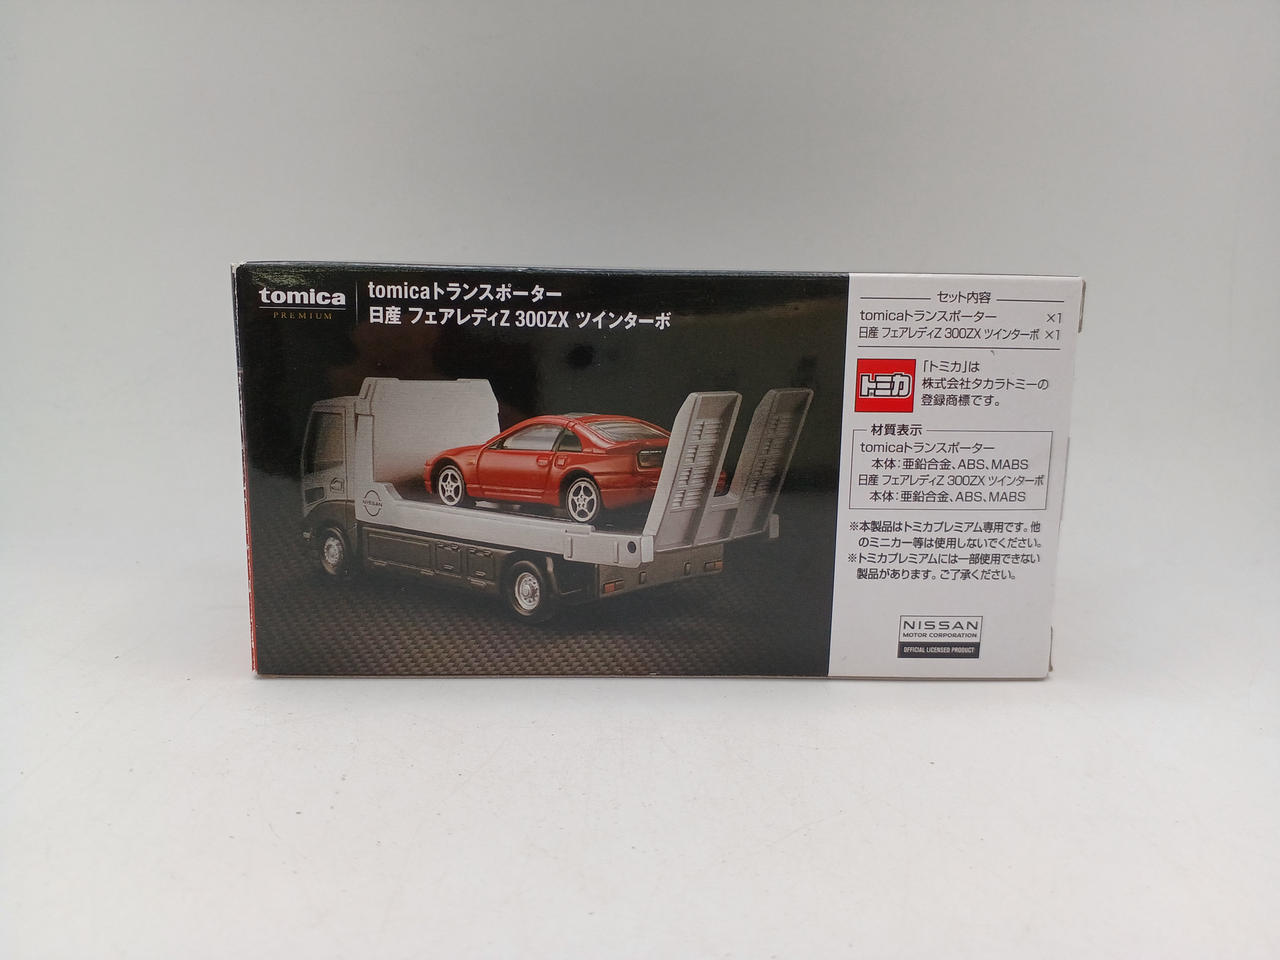 tomica
PREMIUM
tomicaトランスポーター
日産 フェアレディZ 300ZX ツインターボ
NISSAN
セット内容
tomicaトランスポーター ×1
日産 フェアレディZ 300ZX ツインターボ ×1
トミカ
「トミカ」は
株式会社タカラトミーの
登録商標です。
材質表示
tomicaトランスポーター
本体：亜鉛合金、ABS、MABS
日産 フェアレディZ 300ZX ツインターボ
本体：亜鉛合金、ABS、MABS
※本製品はトミカプレミアム専用です。他
のミニカー等は使用しないでください。
※トミカプレミアムには一部使用できない
製品があります。ご了承ください。
NISSAN
MOTOR CORPORATION
OFFICIAL LICENSED PRODUCT